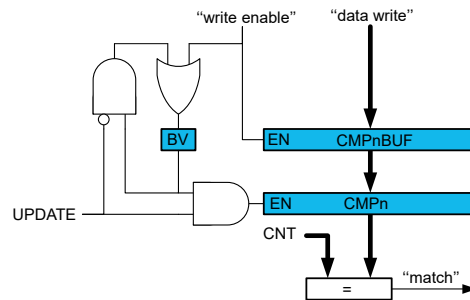 “write enable” “data write”
BV EN CMPnBUF
EN CMPn
UPDATE
CNT
= “match”